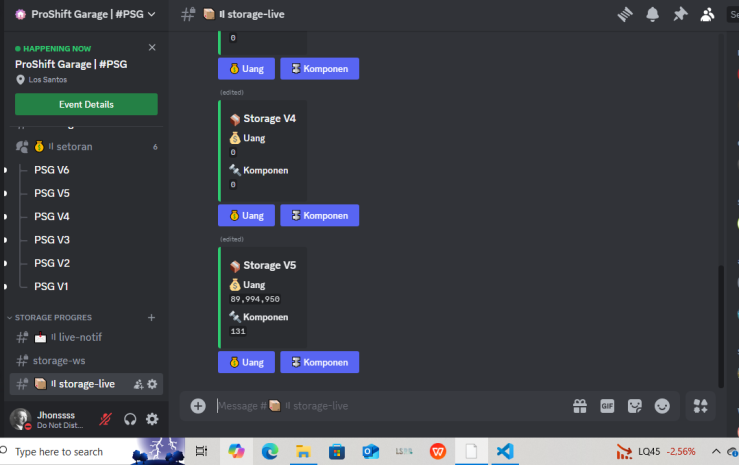 ProShift Garage | #PSG
HAPPENING NOW
ProShift Garage | #PSG
Los Santos
Event Details
setoran
6
PSG V6
PSG V5
PSG V4
PSG V3
PSG V2
PSG V1
STORAGE PROGRES
live-notif
storage-ws
storage-live
Jhonssss
Do Not Dist...
storage-live
Se
0
Uang
Komponen
(edited)
Storage V4
Uang
0
Komponen
0
Uang
Komponen
(edited)
Storage V5
Uang
89,994,950
Komponen
131
Uang
Komponen
Message #
storage-live
GIF
Type here to search
LQ45
-2,56%